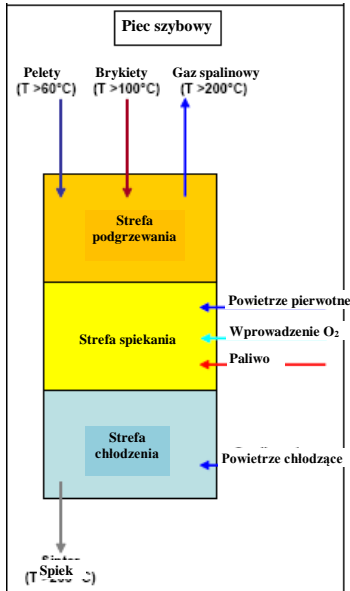 Piec szybowy
Pelety Brykiety Gaz spalinowy
(T >60°C) (T >100°C) (T >200°C)
Strefa
podgrzewania
Powietrze pierwotne
Wprowadzenie O₂
Strefa spiekania
Paliwo
Strefa
chłodzenia
Powietrze chłodzące
Spiek